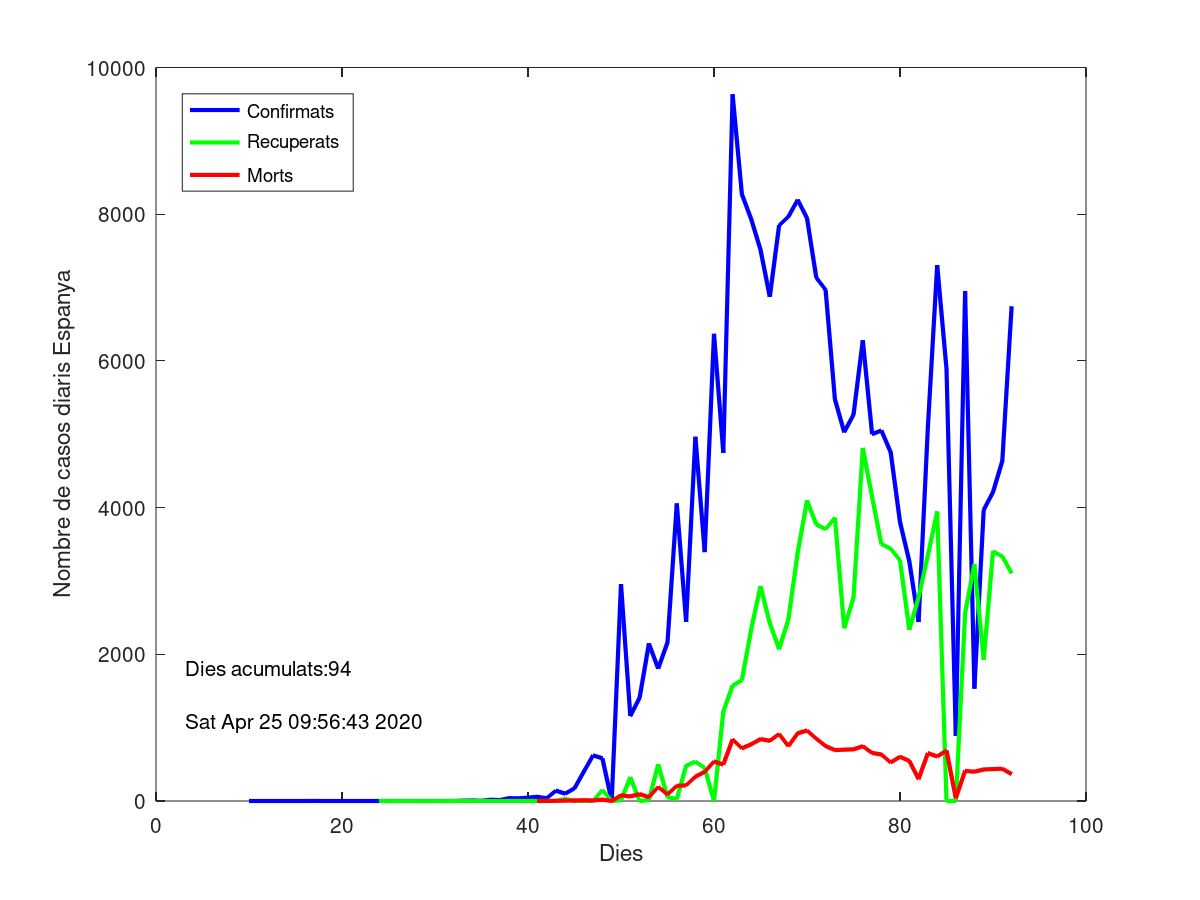 10000
8000
6000
4000
2000
0
Nombre de casos diaris Espanya
Confirmats
Recuperats
Morts
Dies acumulats:94
Sat Apr 25 09:56:43 2020
0 20 40 60 80 100
Dies